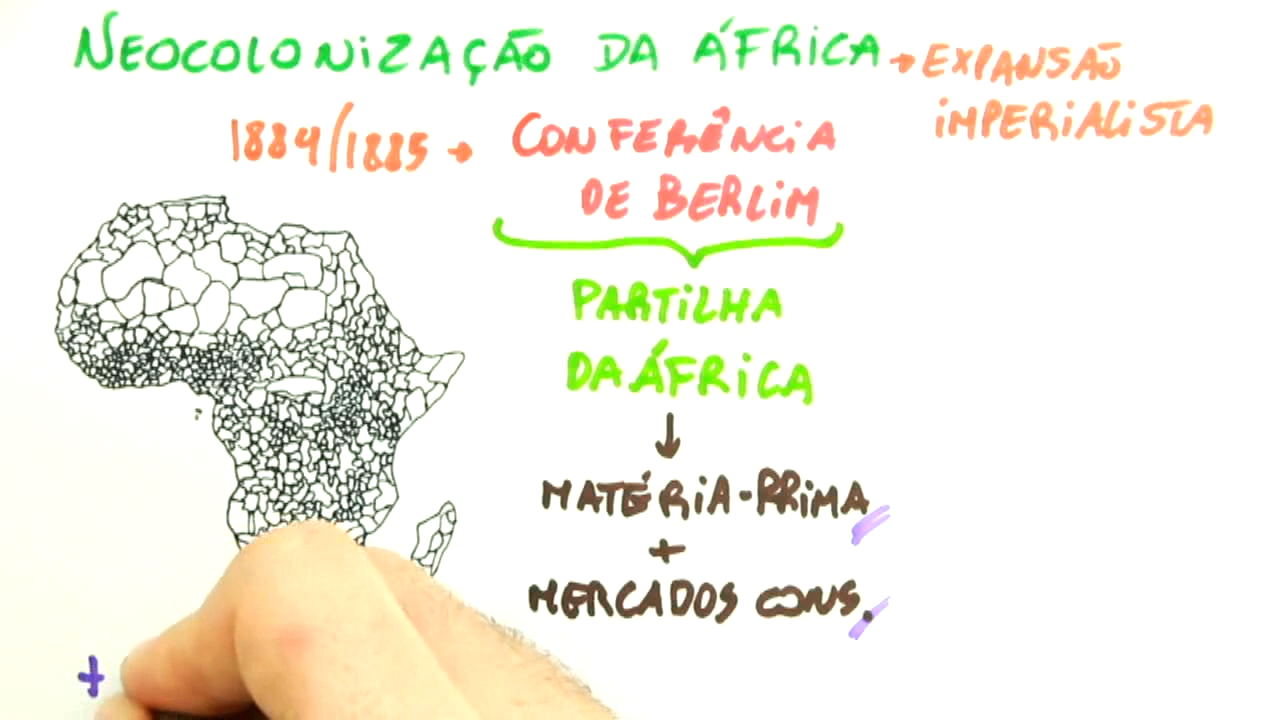 NEOCOLONIZAÇÃO DA ÁFRICA → EXPANSÃO
IMPERIALISTA
1884/1885 → CONFERÊNCIA
DE BERLIM
PARTILHA
DA ÁFRICA
↓
MATÉRIA-PRIMA
+
MERCADOS CONS.
+